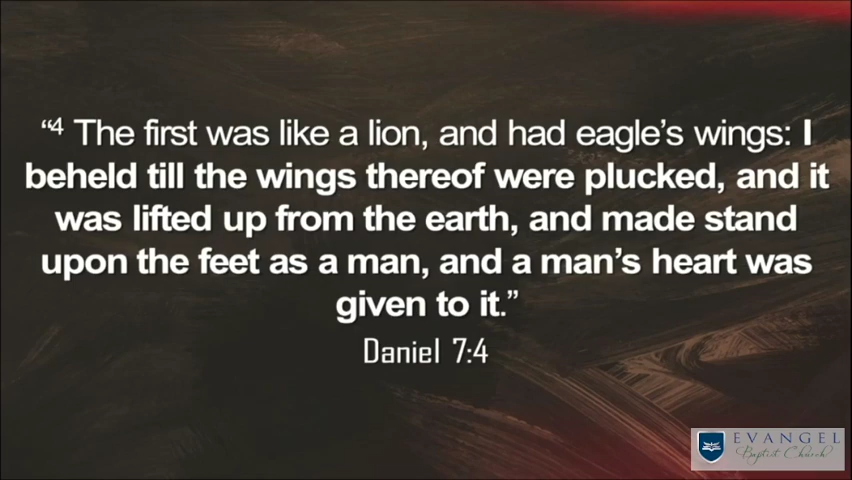 “⁴ The first was like a lion, and had eagle’s wings: I
beheld till the wings thereof were plucked, and it
was lifted up from the earth, and made stand
upon the feet as a man, and a man’s heart was
given to it.”
Daniel 7:4
EVANGEL
Baptist Church